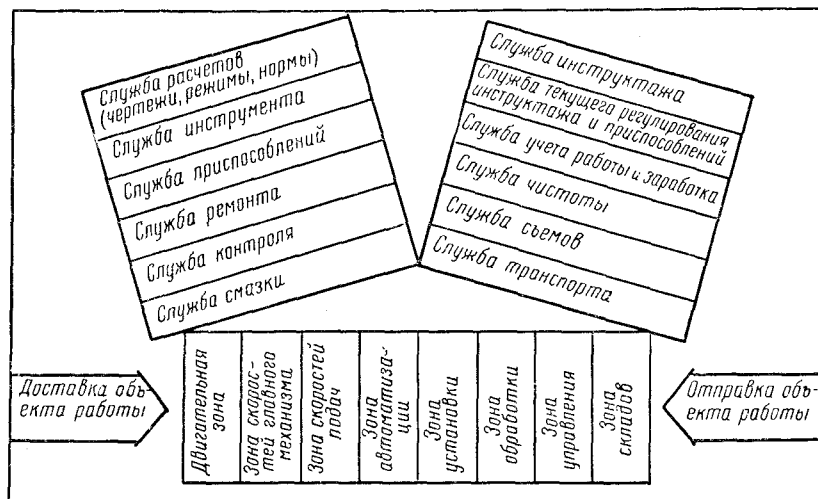 Служба расчетов
(чертежи, режимы, нормы)
Служба инструмента
Служба приспособлений
Служба ремонта
Служба контроля
Служба смазки
Служба инструктажа
Служба текущего регулирования
инструктажа и приспособлений
Служба учета работы и заработка
Служба чистоты
Служба съемов
Служба транспорта
Доставка объ-
екта работы
Двигательная
зона
Зона скорос-
тей главного
механизма
Зона скоростей
подач
Зона
автоматиза-
ции
Зона
установки
Зона
обработки
Зона
управления
Зона
складов
Отправка объ-
екта работы